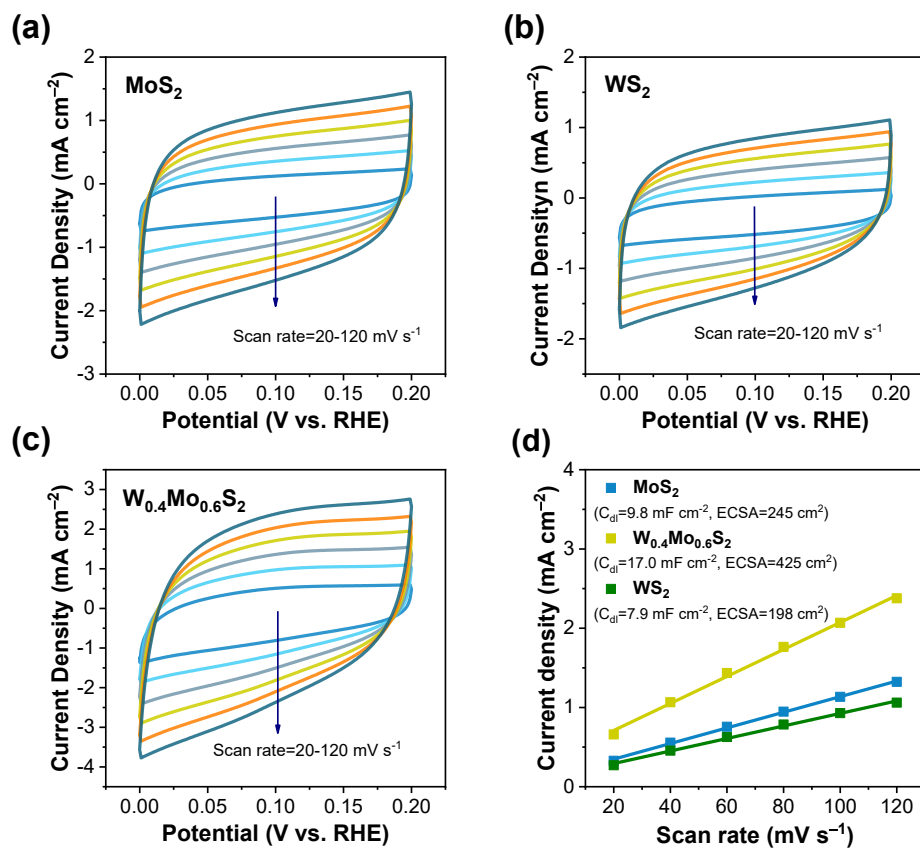 (a)
MoS₂
Current Density (mA cm⁻²)
2
1
0
-1
-2
-3
Scan rate=20-120 mV s⁻¹
0.00 0.05 0.10 0.15 0.20
Potential (V vs. RHE)
(b)
WS₂
Current Densityn (mA cm⁻²)
2
1
0
-1
-2
Scan rate=20-120 mV s⁻¹
0.00 0.05 0.10 0.15 0.20
Potential (V vs. RHE)
(c)
W₀.₄Mo₀.₆S₂
Current Density (mA cm⁻²)
3
2
1
0
-1
-2
-3
-4
Scan rate=20-120 mV s⁻¹
0.00 0.05 0.10 0.15 0.20
Potential (V vs. RHE)
(d)
Current density (mA cm⁻²)
4
3
2
1
0
MoS₂
(C_dl=9.8 mF cm⁻², ECSA=245 cm²)
W₀.₄Mo₀.₆S₂
(C_dl=17.0 mF cm⁻², ECSA=425 cm²)
WS₂
(C_dl=7.9 mF cm⁻², ECSA=198 cm²)
20 40 60 80 100 120
Scan rate (mV s⁻¹)